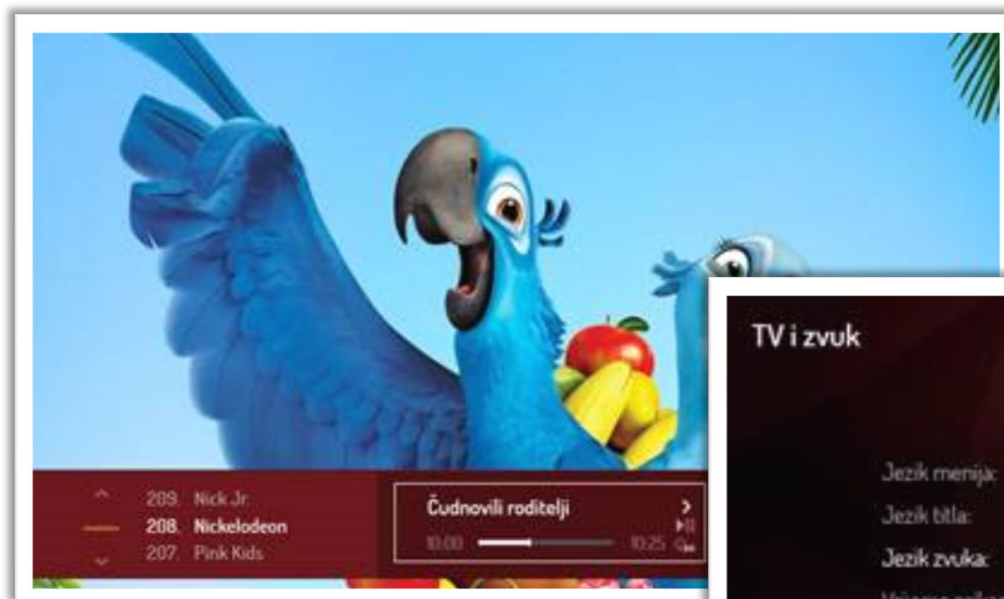 209. Nick Jr.
208. Nickelodeon
207. Pink Kids
Čudnovili roditelji
10:00 10:25
TV i zvuk
Jezik menija:
Jezik titla:
Jezik zvuka: